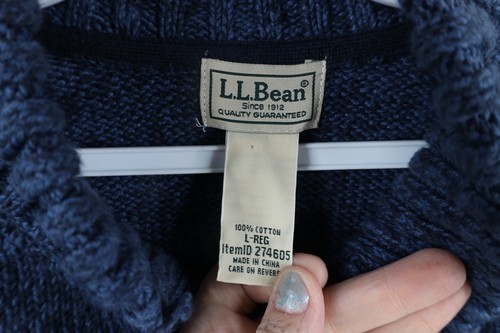 L.L.Bean®
Since 1912
QUALITY GUARANTEED
100% COTTON
L-REG
ItemID 274605
MADE IN CHINA
CARE ON REVERSE